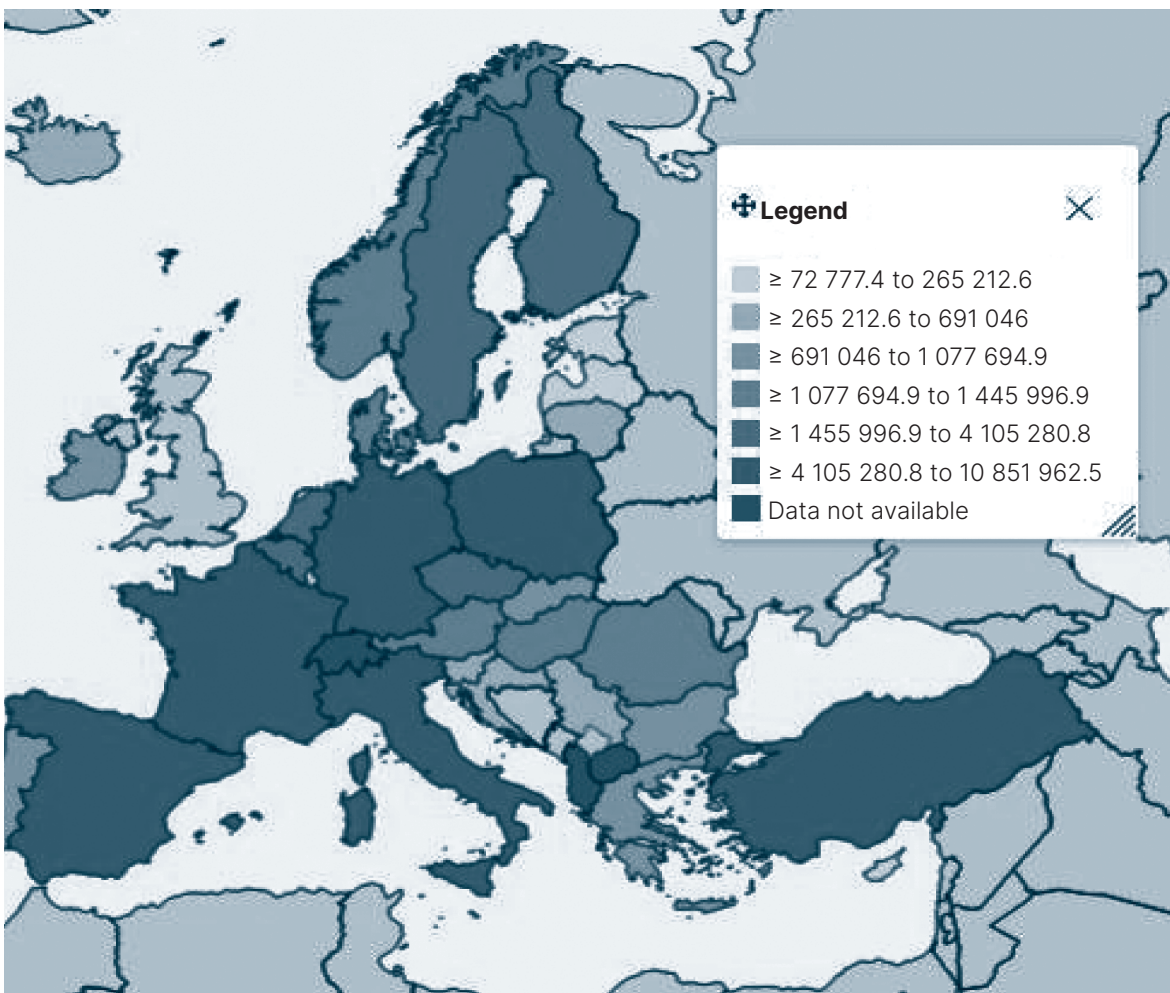 Legend
≥ 72 777.4 to 265 212.6
≥ 265 212.6 to 691 046
≥ 691 046 to 1 077 694.9
≥ 1 077 694.9 to 1 445 996.9
≥ 1 455 996.9 to 4 105 280.8
≥ 4 105 280.8 to 10 851 962.5
Data not available